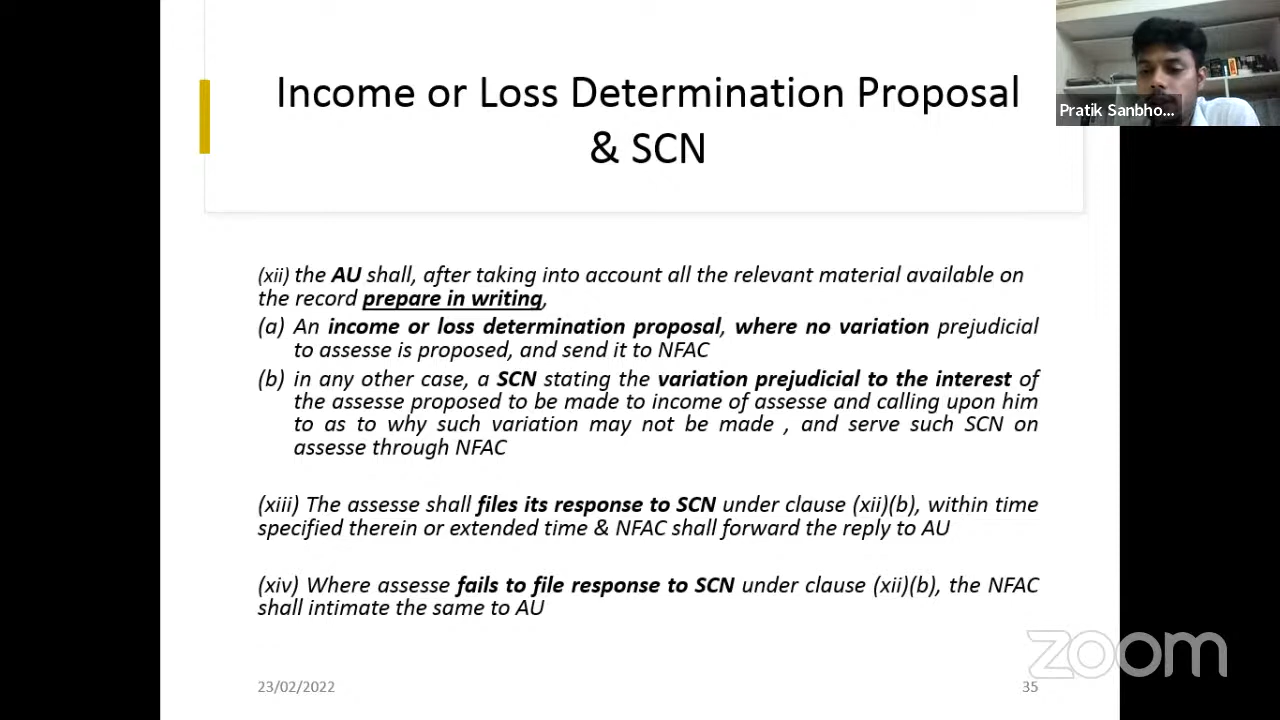 Income or Loss Determination Proposal
& SCN
Pratik Sanbho...
(xii) the AU shall, after taking into account all the relevant material available on
the record prepare in writing,
(a) An income or loss determination proposal, where no variation prejudicial
to assesse is proposed, and send it to NFAC
(b) in any other case, a SCN stating the variation prejudicial to the interest of
the assesse proposed to be made to income of assesse and calling upon him
to as to why such variation may not be made , and serve such SCN on
assesse through NFAC
(xiii) The assesse shall files its response to SCN under clause (xii)(b), within time
specified therein or extended time & NFAC shall forward the reply to AU
(xiv) Where assesse fails to file response to SCN under clause (xii)(b), the NFAC
shall intimate the same to AU
zoom
23/02/2022
35